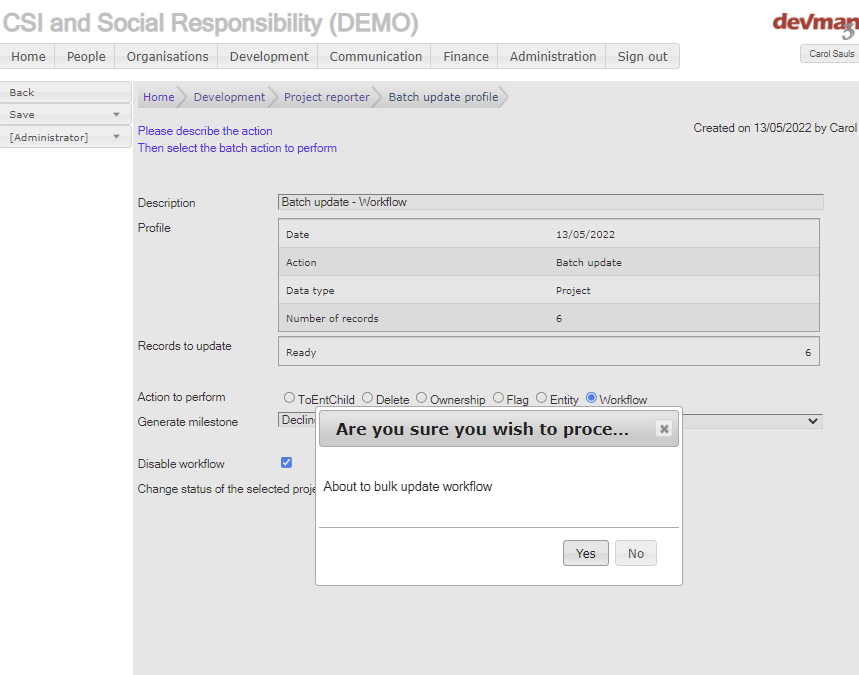 CSI and Social Responsibility (DEMO)
devman
3
Home People Organisations Development Communication Finance Administration Sign out
Carol Sauls
Back
Save
[Administrator]
Home Development Project reporter Batch update profile
Please describe the action
Created on 13/05/2022 by Carol
Then select the batch action to perform
Description Batch update - Workflow
Profile
Date 13/05/2022
Action Batch update
Data type Project
Number of records 6
Records to update
Ready 6
Action to perform ToEntChild Delete Ownership Flag Entity Workflow
Generate milestone Declin
Are you sure you wish to proce...
Disable workflow
Change status of the selected proje
About to bulk update workflow
Yes No